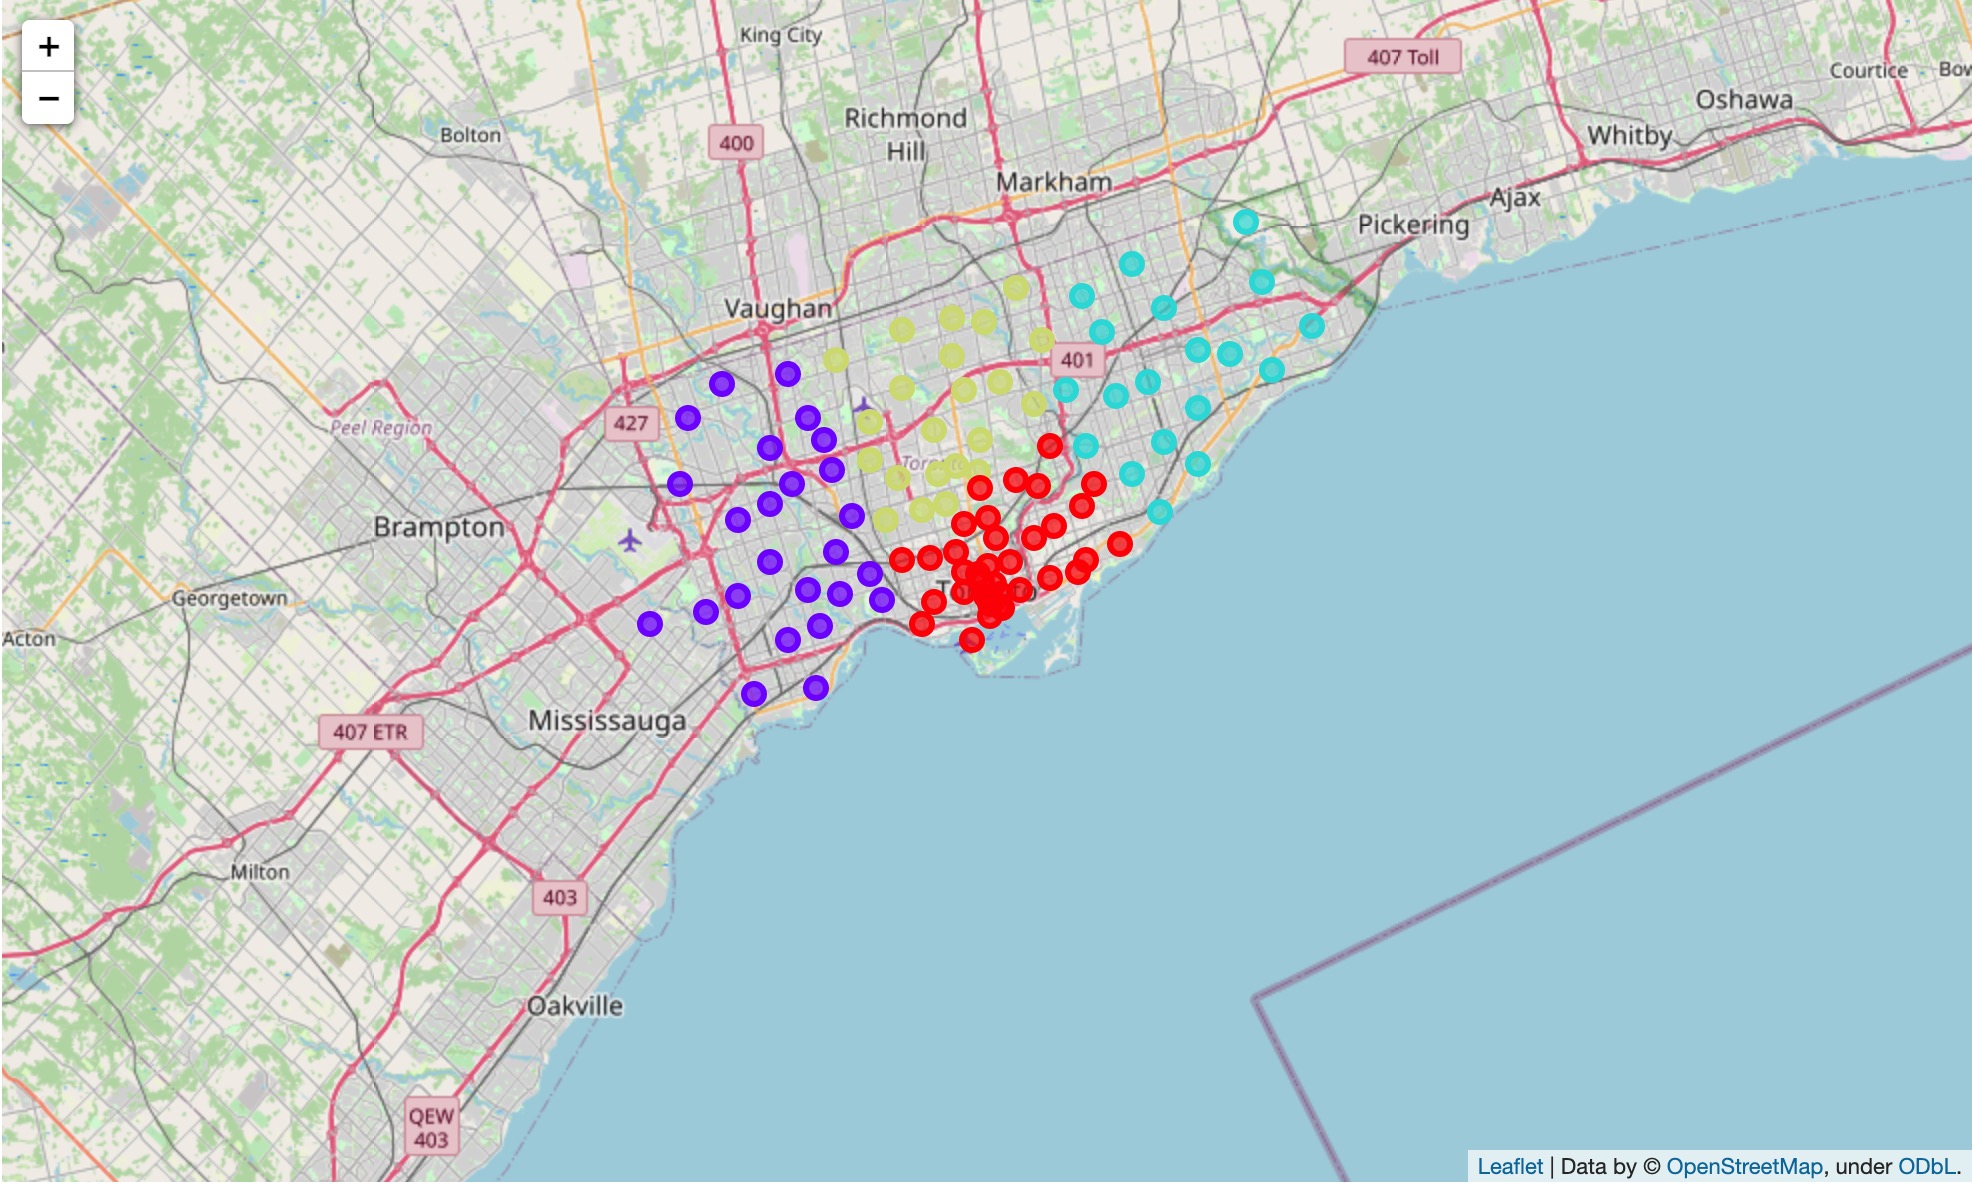 +
−
King City
407 Toll
Courtice
Bow
Oshawa
Richmond
Hill
Whitby
Bolton
400
Markham
Ajax
Pickering
Vaughan
401
427
Peel Region
Brampton
Georgetown
Acton
Mississauga
407 ETR
Milton
403
Oakville
QEW
403
Leaflet | Data by © OpenStreetMap, under ODbL.